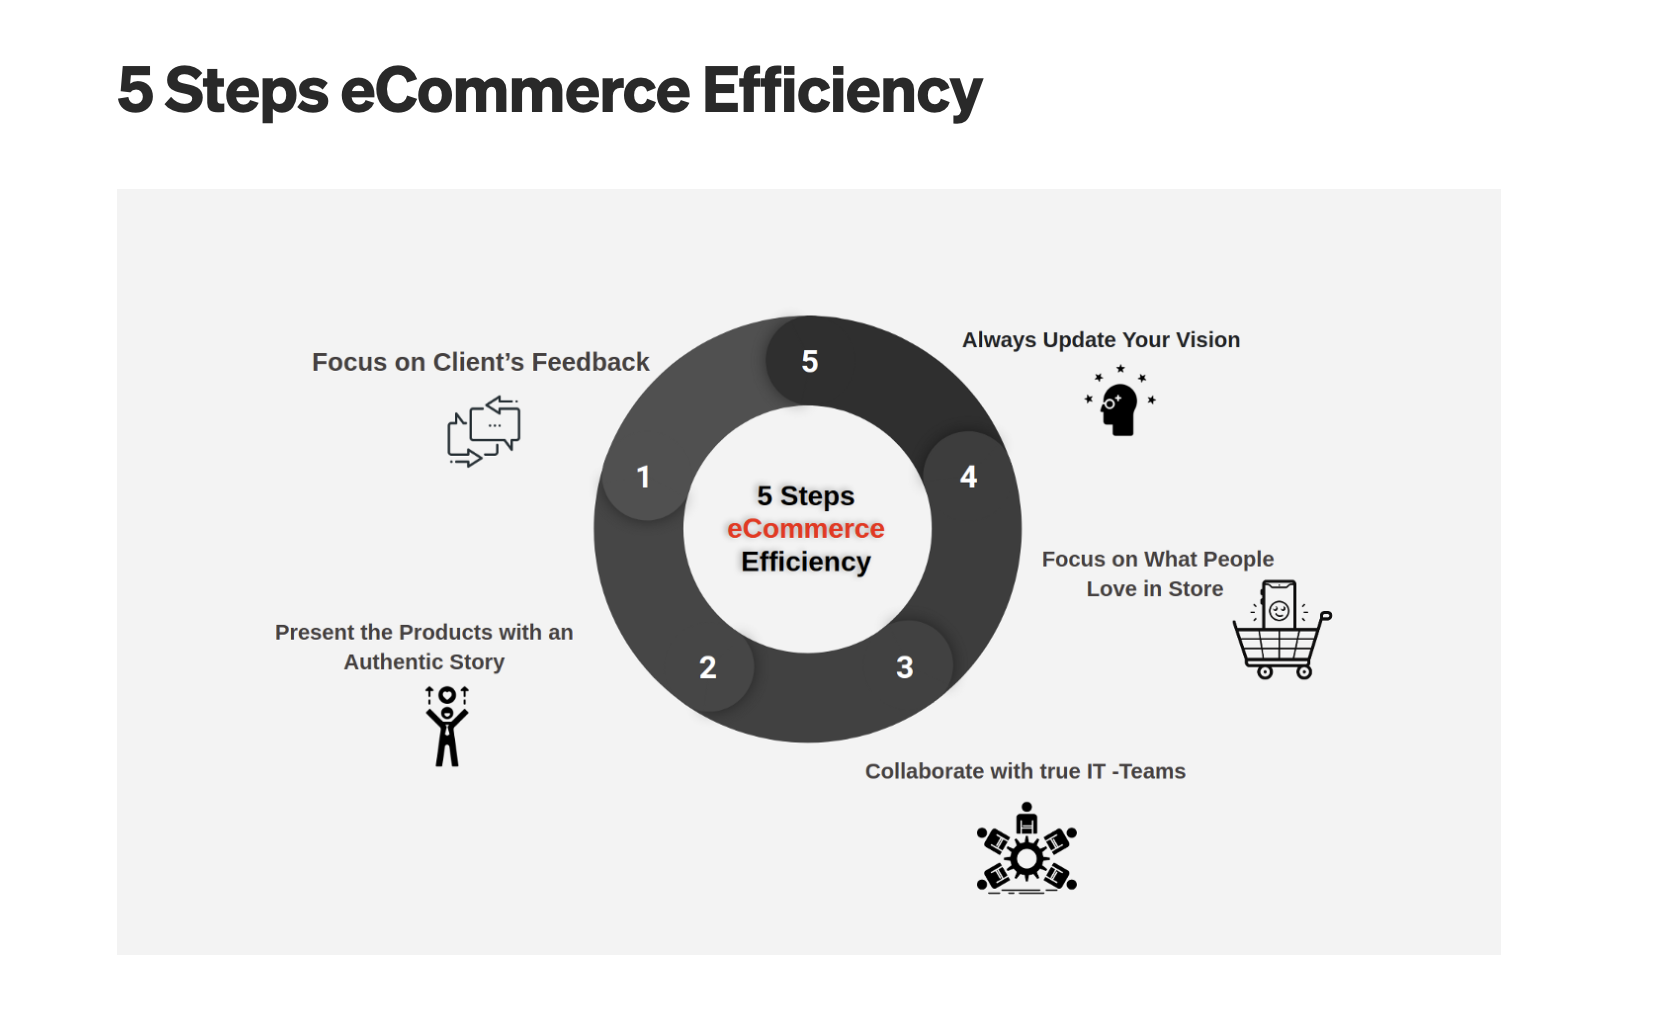 5 Steps eCommerce Efficiency
Focus on Client’s Feedback
Always Update Your Vision
5
1
4
5 Steps
eCommerce
Efficiency
Focus on What People
Love in Store
Present the Products with an
Authentic Story
2
3
Collaborate with true IT -Teams